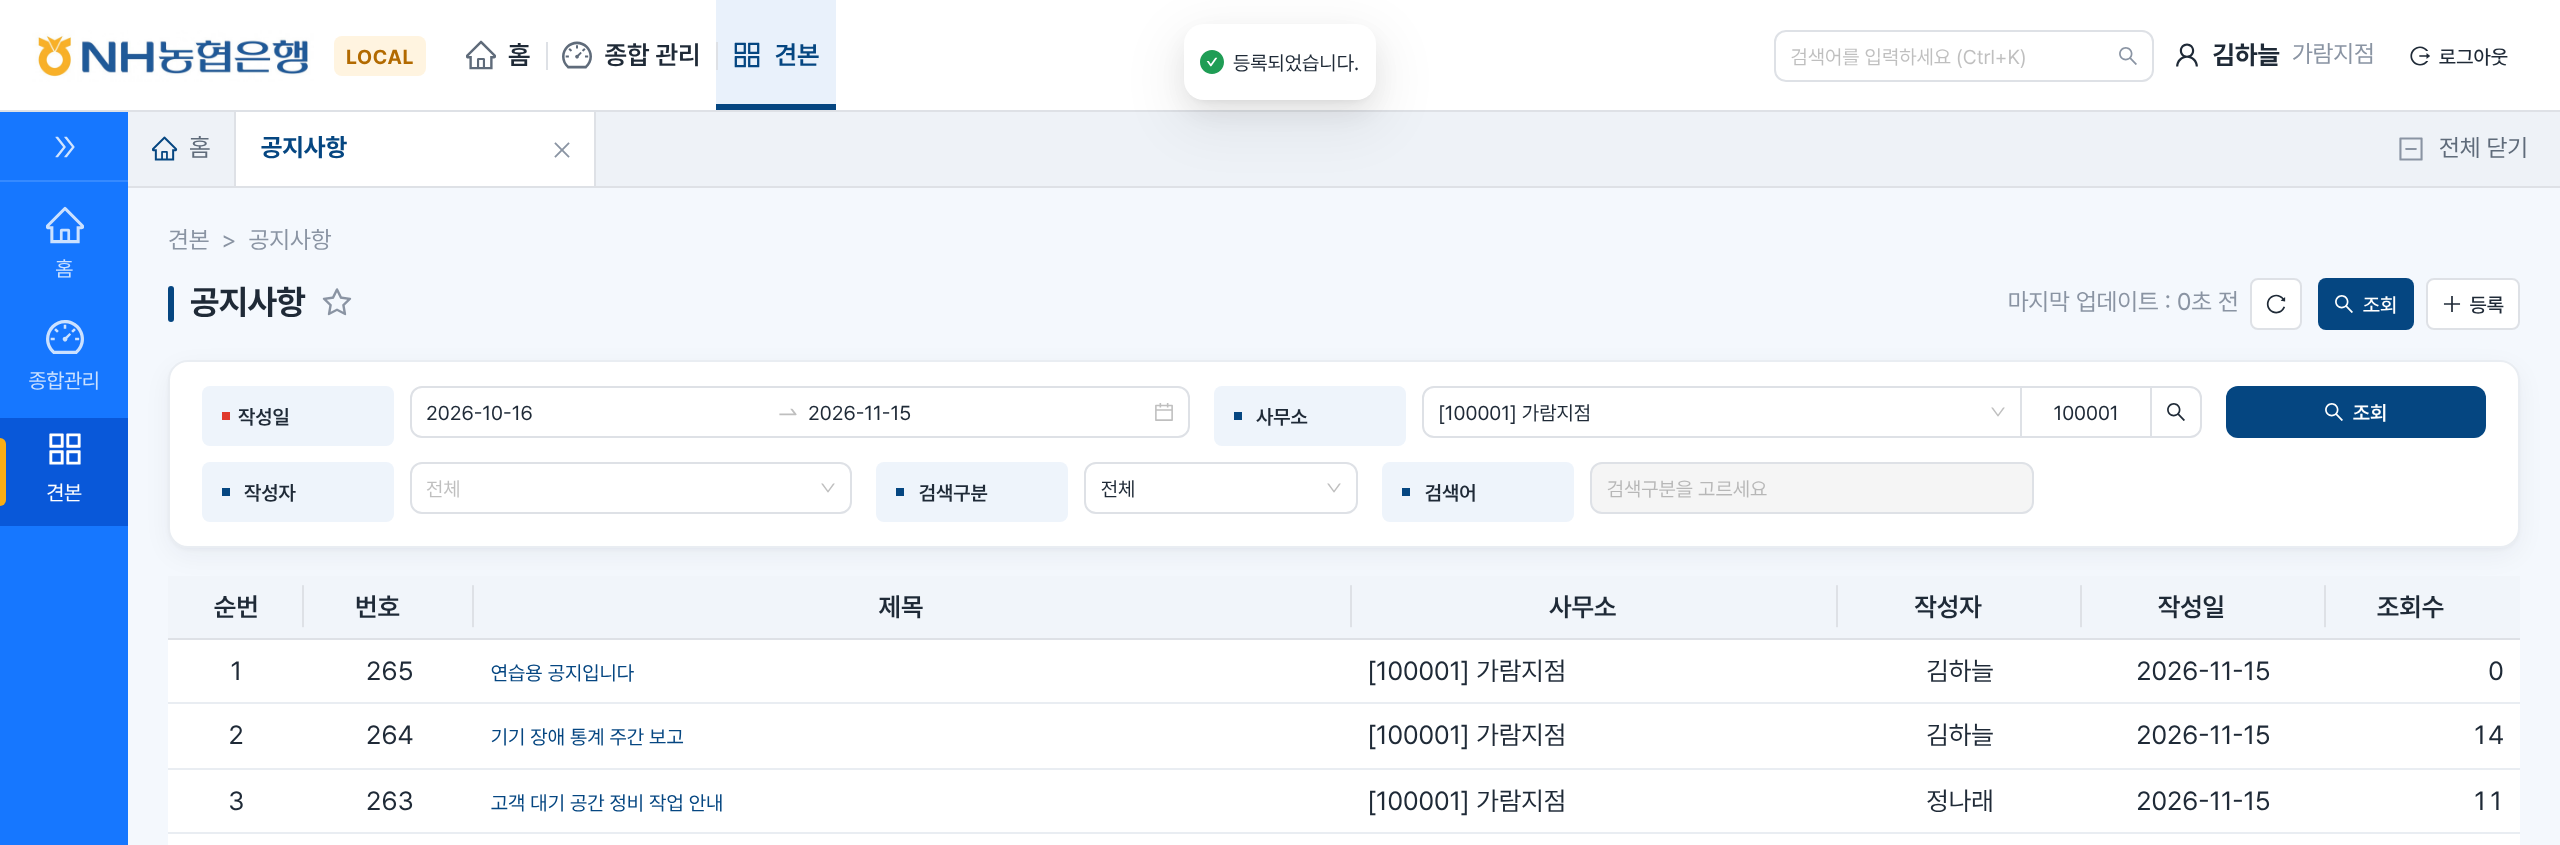 NH농협은행 LOCAL 홈 종합 관리 견본 등록되었습니다. 검색어를 입력하세요 (Ctrl+K) 김하늘 가람지점 로그아웃
홈 공지사항 전체 닫기
홈
종합관리
견본
견본 > 공지사항
공지사항 마지막 업데이트 : 0초 전 조회 등록
작성일 2026-10-16 → 2026-11-15 사무소 [100001] 가람지점 100001 조회
작성자 전체 검색구분 전체 검색어 검색구분을 고르세요
순번 번호 제목 사무소 작성자 작성일 조회수
1 265 연습용 공지입니다 [100001] 가람지점 김하늘 2026-11-15 0
2 264 기기 장애 통계 주간 보고 [100001] 가람지점 김하늘 2026-11-15 14
3 263 고객 대기 공간 정비 작업 안내 [100001] 가람지점 정나래 2026-11-15 11